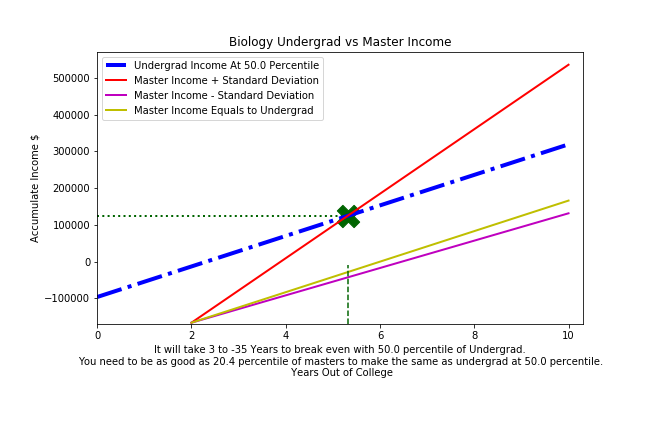 Biology Undergrad vs Master Income
Undergrad Income At 50.0 Percentile
Master Income + Standard Deviation
Master Income - Standard Deviation
Master Income Equals to Undergrad
Accumulate Income $
500000
400000
300000
200000
100000
0
−100000
0 2 4 6 8 10
It will take 3 to -35 Years to break even with 50.0 percentile of Undergrad.
You need to be as good as 20.4 percentile of masters to make the same as undergrad at 50.0 percentile.
Years Out of College